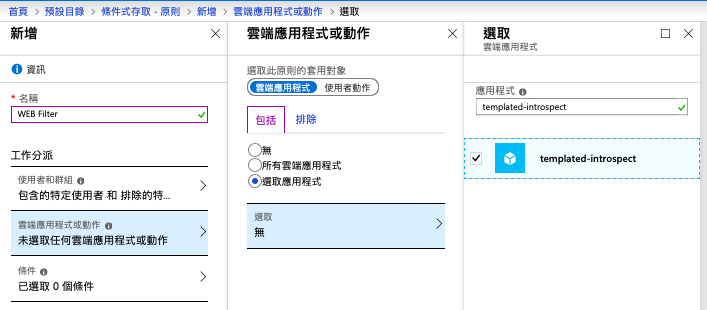 首頁 > 預設目錄 > 條件式存取 - 原則 > 新增 > 雲端應用程式或動作 > 選取
新增
資訊
* 名稱
WEB Filter
工作分派
使用者和群組
包含的特定使用者 和 排除的特...
雲端應用程式或動作
未選取任何雲端應用程式或動作
條件
已選取 0 個條件
雲端應用程式或動作
選取此原則的套用對象
雲端應用程式 使用者動作
包括 排除
無
所有雲端應用程式
選取應用程式
選取
無
選取
雲端應用程式
應用程式
templated-introspect
templated-introspect